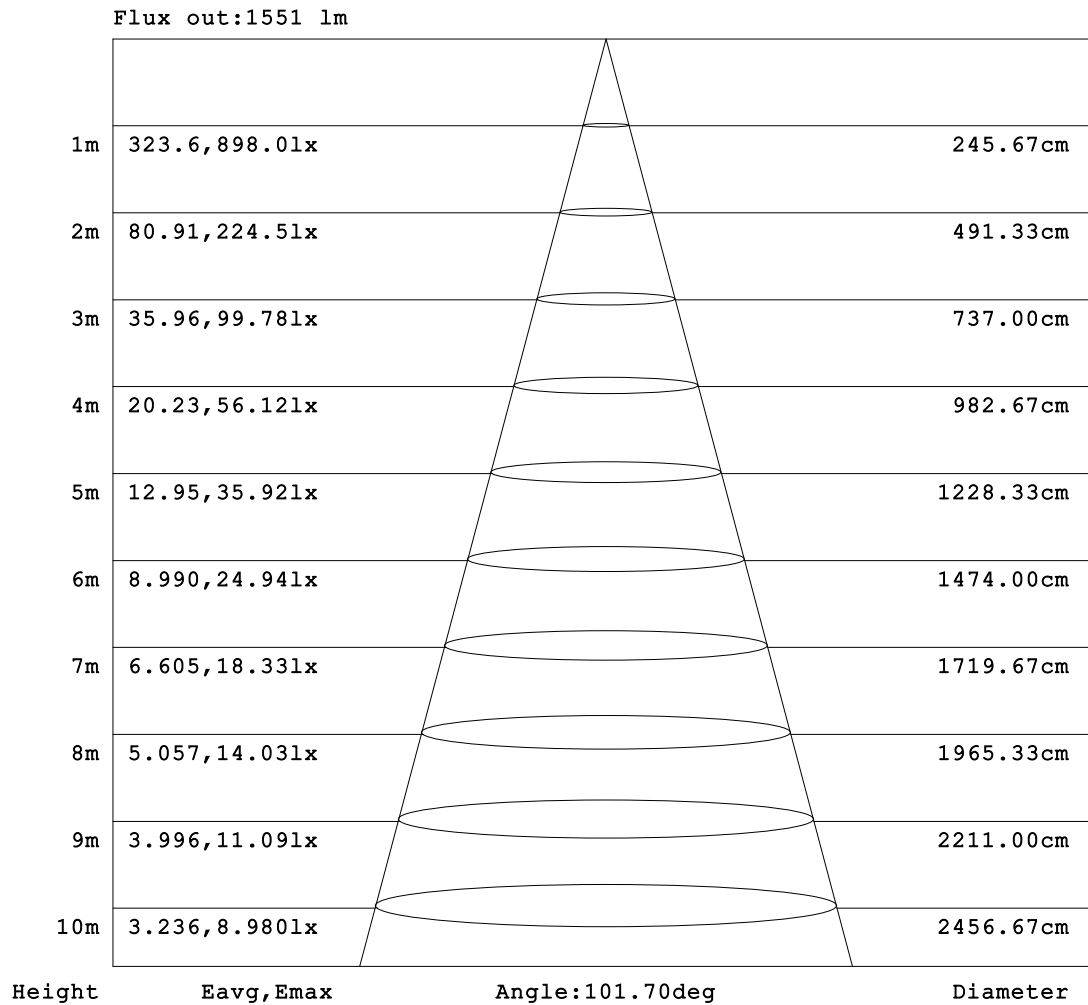 Flux out:1551 lm
1m 323.6,898.0lx 245.67cm
2m 80.91,224.5lx 491.33cm
3m 35.96,99.78lx 737.00cm
4m 20.23,56.12lx 982.67cm
5m 12.95,35.92lx 1228.33cm
6m 8.990,24.94lx 1474.00cm
7m 6.605,18.33lx 1719.67cm
8m 5.057,14.03lx 1965.33cm
9m 3.996,11.09lx 2211.00cm
10m 3.236,8.980lx 2456.67cm
Height Eavg,Emax Angle:101.70deg Diameter